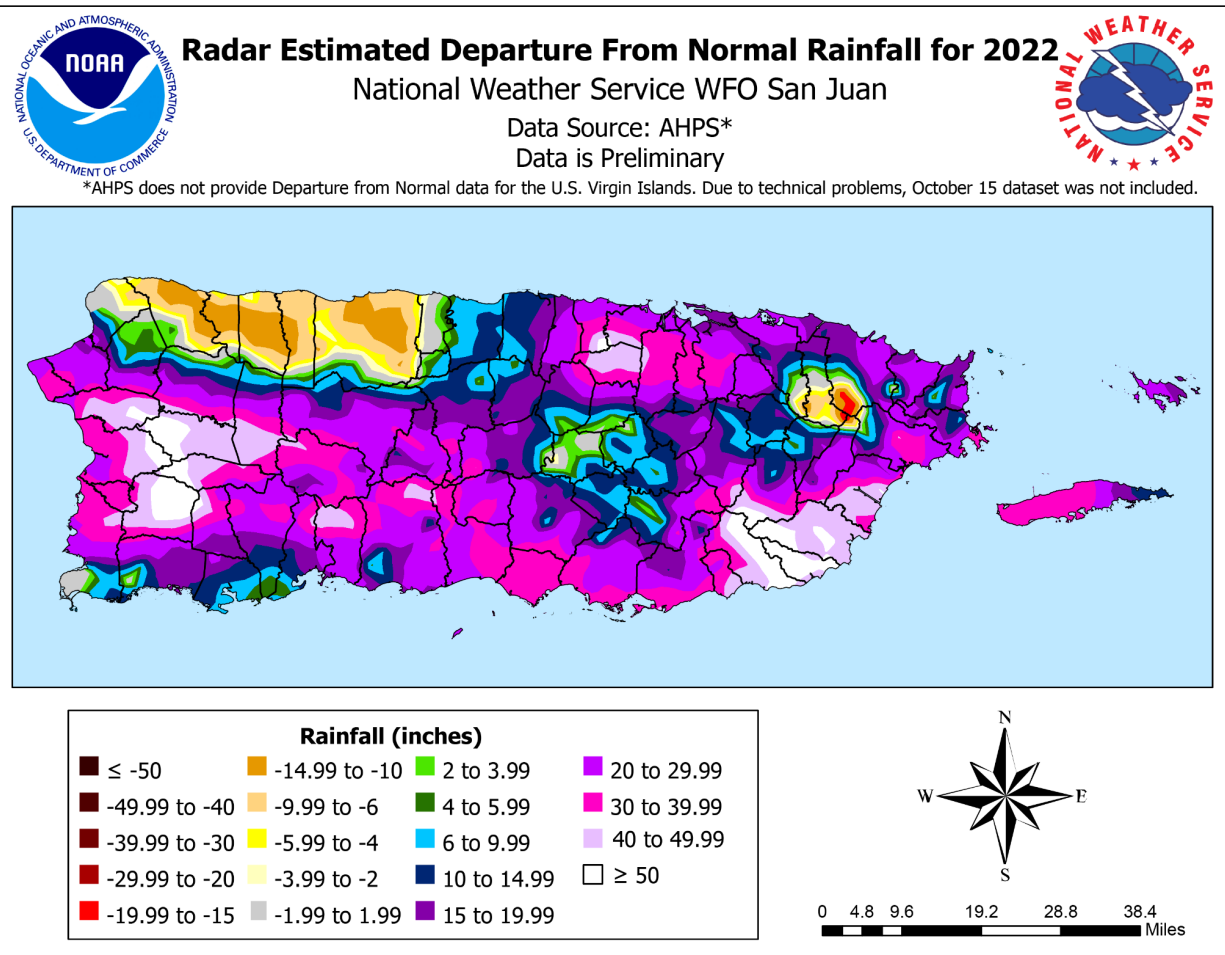 NATIONAL OCEANIC AND ATMOSPHERIC ADMINISTRATION
NOAA
U.S. DEPARTMENT OF COMMERCE
NATIONAL WEATHER SERVICE
Radar Estimated Departure From Normal Rainfall for 2022
National Weather Service WFO San Juan
Data Source: AHPS*
Data is Preliminary
*AHPS does not provide Departure from Normal data for the U.S. Virgin Islands. Due to technical problems, October 15 dataset was not included.
Rainfall (inches)
≤ -50
-49.99 to -40
-39.99 to -30
-29.99 to -20
-19.99 to -15
-14.99 to -10
-9.99 to -6
-5.99 to -4
-3.99 to -2
-1.99 to 1.99
2 to 3.99
4 to 5.99
6 to 9.99
10 to 14.99
15 to 19.99
20 to 29.99
30 to 39.99
40 to 49.99
≥ 50
N
W
E
S
0 4.8 9.6 19.2 28.8 38.4
Miles